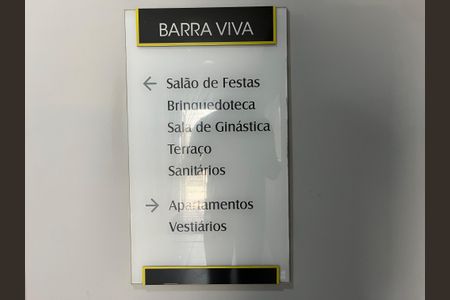 BARRA VIVA
← Salão de Festas
Brinquedoteca
Sala de Ginástica
Terraço
Sanitários
→ Apartamentos
Vestiários